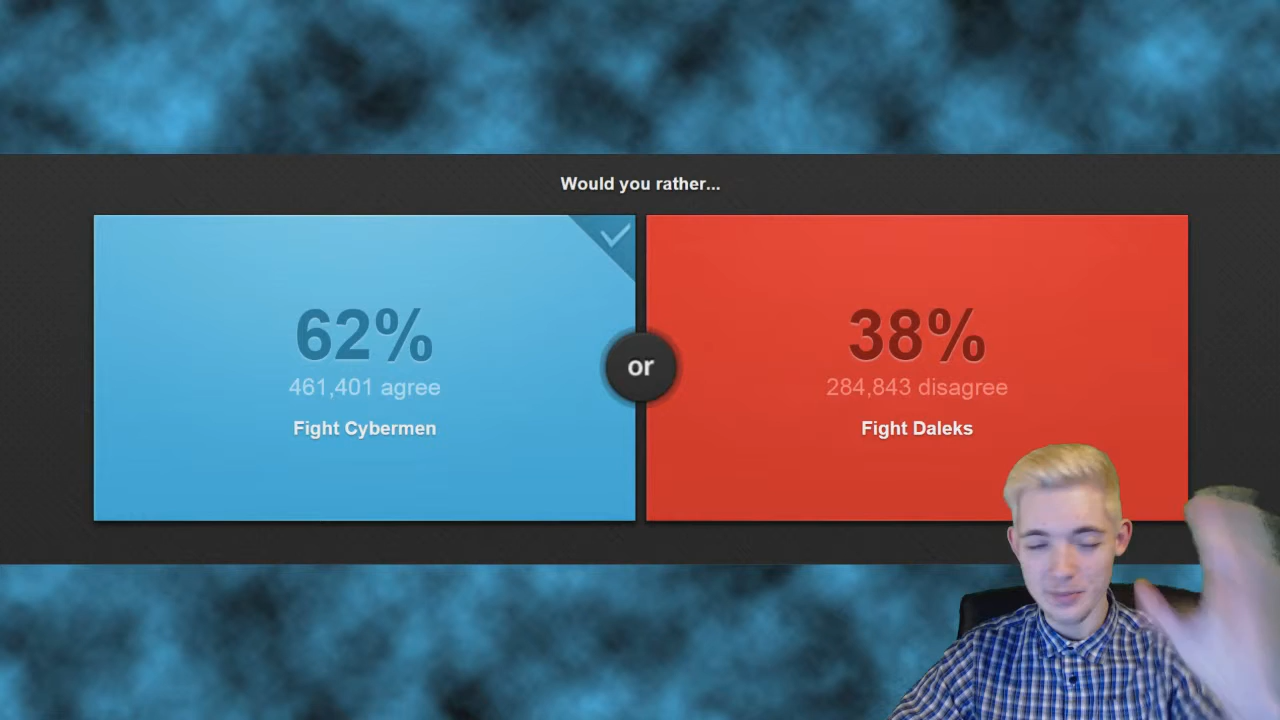 Would you rather...
62%
461,401 agree
Fight Cybermen
or
38%
284,843 disagree
Fight Daleks